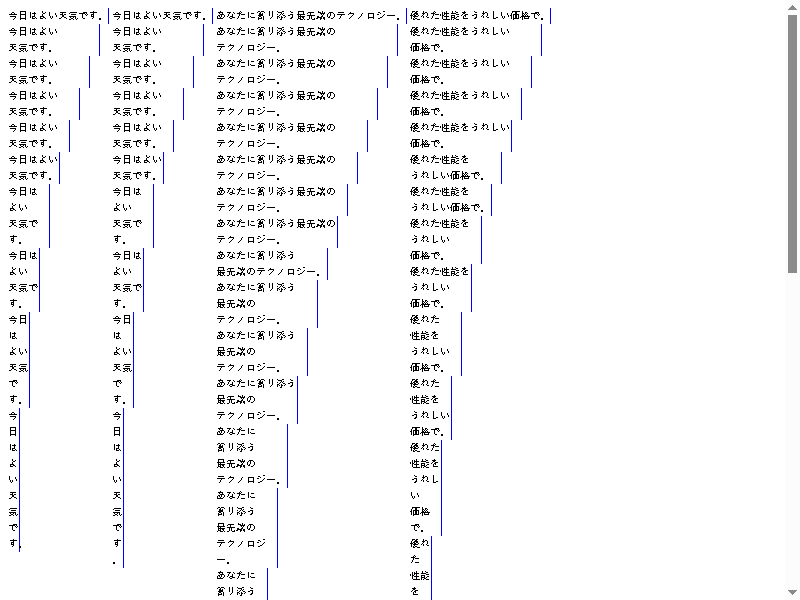 今日はよい天気です。
今日はよい
天気です。
今日はよい
天気です。
今日はよい
天気です。
今日はよい
天気です。
今日はよい
天気です。
今日は
よい
天気で
す。
今日は
よい
天気で
す。
今日
は
よい
天気
で
す。
今
日
は
よ
い
天
気
で
す。
今日はよい天気です。
今日はよい
天気です。
今日はよい
天気です。
今日はよい
天気です。
今日はよい
天気です。
今日はよい
天気です。
今日は
よい
天気で
す。
今日は
よい
天気で
す。
今日
は
よい
天気
で
す。
今
日
は
よ
い
天
気
で
す
。
あなたに寄り添う最先端のテクノロジー。
あなたに寄り添う最先端の
テクノロジー。
あなたに寄り添う最先端の
テクノロジー。
あなたに寄り添う最先端の
テクノロジー。
あなたに寄り添う最先端の
テクノロジー。
あなたに寄り添う最先端の
テクノロジー。
あなたに寄り添う最先端の
テクノロジー。
あなたに寄り添う最先端の
テクノロジー。
あなたに寄り添う
最先端のテクノロジー。
あなたに寄り添う
最先端の
テクノロジー。
あなたに寄り添う
最先端の
テクノロジー。
あなたに寄り添う
最先端の
テクノロジー。
あなたに
寄り添う
最先端の
テクノロジー。
あなたに
寄り添う
最先端の
テクノロジ
ー。
あなたに
寄り添う
優れた性能をうれしい価格で。
優れた性能をうれしい
価格で。
優れた性能をうれしい
価格で。
優れた性能をうれしい
価格で。
優れた性能をうれしい
価格で。
優れた性能を
うれしい価格で。
優れた性能を
うれしい価格で。
優れた性能を
うれしい
価格で。
優れた性能を
うれしい
価格で。
優れた
性能を
うれしい
価格で。
優れた
性能を
うれしい
価格で。
優れた
性能を
うれし
い
価格
で。
優れ
た
性能
を